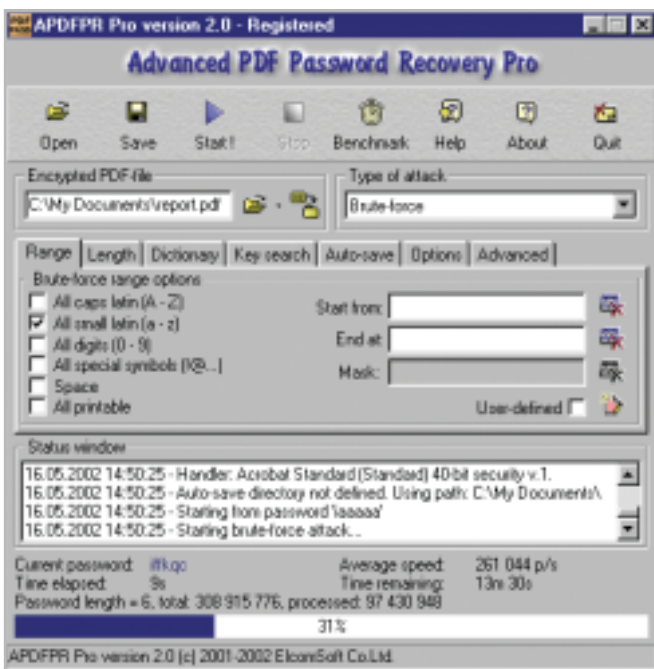 APDFPR Pro version 2.0 - Registered
Advanced PDF Password Recovery Pro
Open Save Start! Stop Benchmark Help About Quit
Encrypted PDF-file
C:\My Documents\report.pdf
Type of attack
Brute-force
Range Length Dictionary Key search Auto-save Options Advanced
Brute-force range options
All caps latin (A - Z)
All small latin (a - z)
All digits (0 - 9)
All special symbols (!@...)
Space
All printable
Start from:
End at:
Mask:
User-defined
Status window
16.05.2002 14:50:25 - Handler: Acrobat Standard (Standard) 40-bit security v.1.
16.05.2002 14:50:25 - Auto-save directory not defined. Using path: C:\My Documents\
16.05.2002 14:50:25 - Starting from password 'iaaaaa'
16.05.2002 14:50:25 - Starting brute-force attack...
Current password:
Average speed: 261 044 p/s
Time elapsed: 9s
Time remaining: 13m 30s
Password length = 6, total: 308 915 776, processed: 97 430 948
31%
APDFPR Pro version 2.0 (c) 2001-2002 ElcomSoft Co.Ltd.